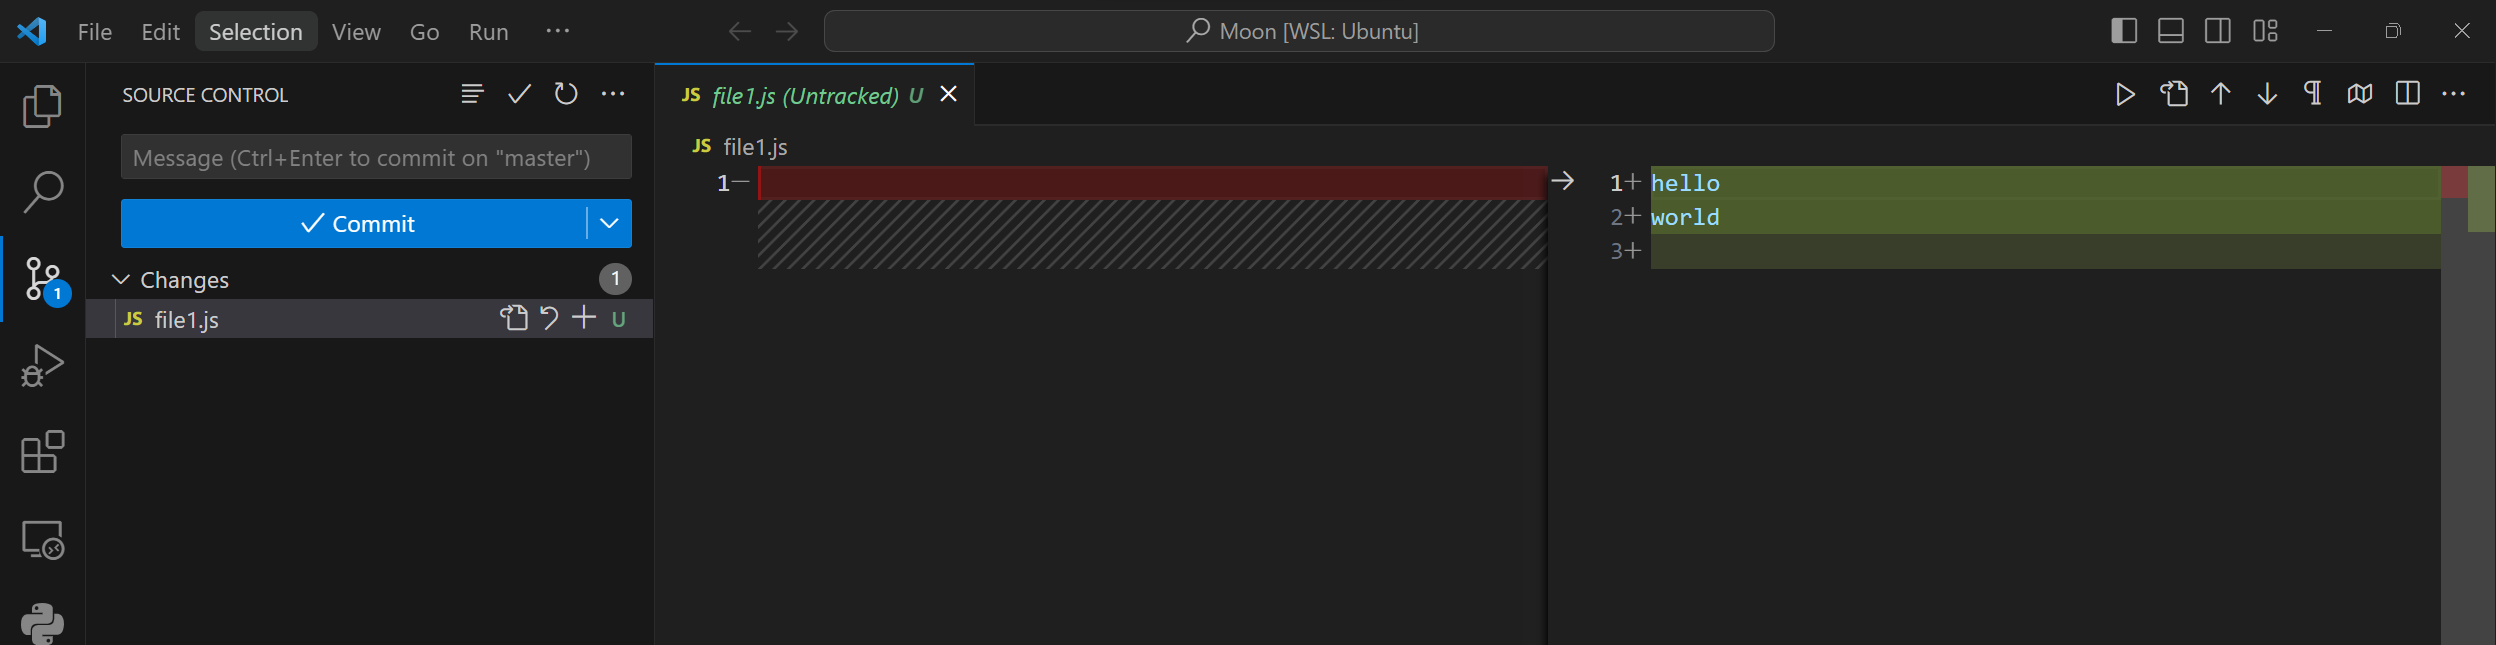 File Edit Selection View Go Run ···
Moon [WSL: Ubuntu]
SOURCE CONTROL
Message (Ctrl+Enter to commit on "master")
Commit
Changes 1
JS file1.js U
1
JS file1.js (Untracked) U
JS file1.js
1—
1+ hello
2+ world
3+